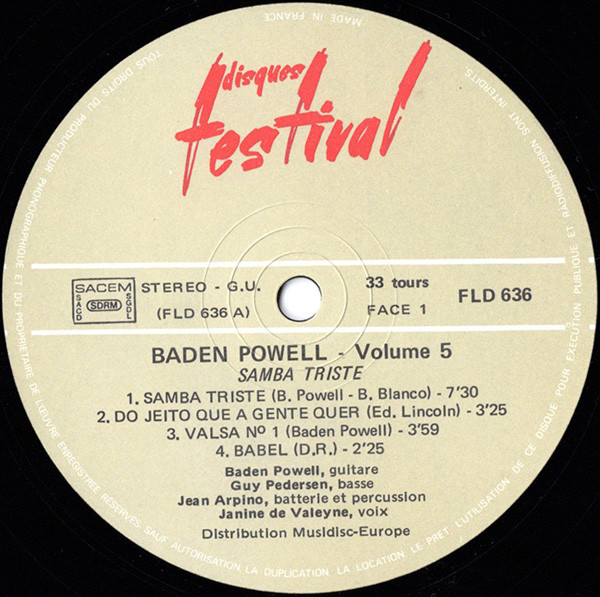 MADE IN FRANCE
TOUS DROITS DU PRODUCTEUR PHONOGRAPHIQUE ET DU PROPRIETAIRE DE L'ŒUVRE ENREGISTREE RESERVES SAUF AUTORISATION LA DUPLICATION LA LOCATION LE PRET L'UTILISATION DE CE DISQUE POUR EXECUTION PUBLIQUE ET RADIODIFFUSION SONT INTERDITS
disques
festival
SACEM
SACD
SDRM
SGDL
STEREO - G.U.
(FLD 636 A)
33 tours
FACE 1
FLD 636
BADEN POWELL - Volume 5
SAMBA TRISTE
1. SAMBA TRISTE (B. Powell - B. Blanco) - 7'30
2. DO JEITO QUE A GENTE QUER (Ed. Lincoln) - 3'25
3. VALSA Nº 1 (Baden Powell) - 3'59
4. BABEL (D.R.) - 2'25
Baden Powell, guitare
Guy Pedersen, basse
Jean Arpino, batterie et percussion
Janine de Valeyne, voix
Distribution Musidisc-Europe